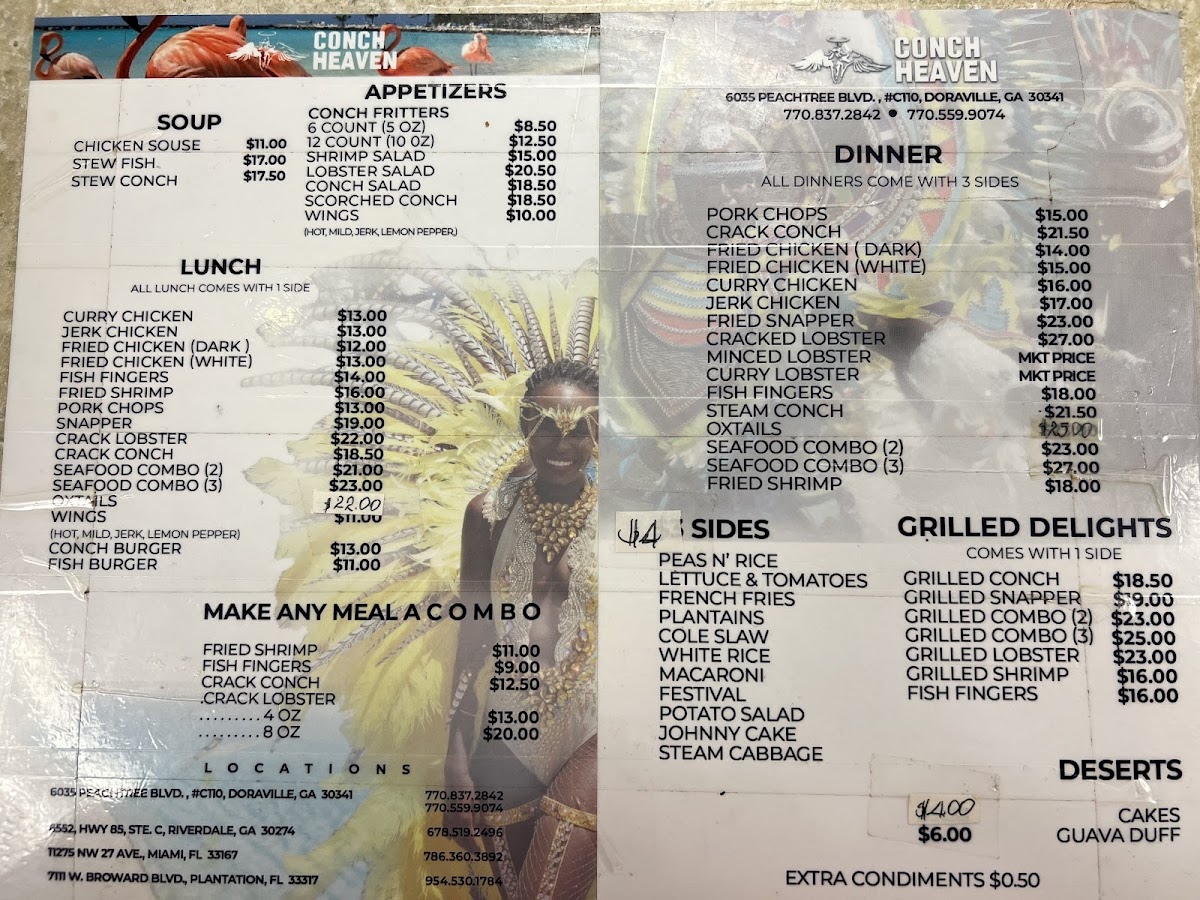 CONCH
HEAVEN
SOUP
CHICKEN SOUSE $11.00
STEW FISH $17.00
STEW CONCH $17.50
APPETIZERS
CONCH FRITTERS
6 COUNT (5 OZ) $8.50
12 COUNT (10 OZ) $12.50
SHRIMP SALAD $15.00
LOBSTER SALAD $20.50
CONCH SALAD $18.50
SCORCHED CONCH $18.50
WINGS $10.00
(HOT, MILD, JERK, LEMON PEPPER,)
LUNCH
ALL LUNCH COMES WITH 1 SIDE
CURRY CHICKEN $13.00
JERK CHICKEN $13.00
FRIED CHICKEN (DARK ) $12.00
FRIED CHICKEN (WHITE) $13.00
FISH FINGERS $14.00
FRIED SHRIMP $16.00
PORK CHOPS $13.00
SNAPPER $19.00
CRACK LOBSTER $22.00
CRACK CONCH $18.50
SEAFOOD COMBO (2) $21.00
SEAFOOD COMBO (3) $23.00
OXTAILS $22.00
WINGS $11.00
(HOT, MILD, JERK, LEMON PEPPER)
CONCH BURGER $13.00
FISH BURGER $11.00
MAKE ANY MEAL A COMBO
FRIED SHRIMP $11.00
FISH FINGERS $9.00
CRACK CONCH $12.50
CRACK LOBSTER
.........4 OZ $13.00
.........8 OZ $20.00
LOCATIONS
6035 PEACHTREE BLVD. , #C110, DORAVILLE, GA 30341 770.837.2842
770.559.9074
6552, HWY 85, STE. C, RIVERDALE, GA 30274 678.519.2496
11275 NW 27 AVE., MIAMI, FL 33167 786.360.3892
7111 W. BROWARD BLVD., PLANTATION, FL 33317 954.530.1784
CONCH
HEAVEN
6035 PEACHTREE BLVD. , #C110, DORAVILLE, GA 30341
770.837.2842 • 770.559.9074
DINNER
ALL DINNERS COME WITH 3 SIDES
PORK CHOPS $15.00
CRACK CONCH $21.50
FRIED CHICKEN ( DARK) $14.00
FRIED CHICKEN (WHITE) $15.00
CURRY CHICKEN $16.00
JERK CHICKEN $17.00
FRIED SNAPPER $23.00
CRACKED LOBSTER $27.00
MINCED LOBSTER MKT PRICE
CURRY LOBSTER MKT PRICE
FISH FINGERS $18.00
STEAM CONCH $21.50
OXTAILS
SEAFOOD COMBO (2) $23.00
SEAFOOD COMBO (3) $27.00
FRIED SHRIMP $18.00
$4 SIDES
PEAS N' RICE
LETTUCE & TOMATOES
FRENCH FRIES
PLANTAINS
COLE SLAW
WHITE RICE
MACARONI
FESTIVAL
POTATO SALAD
JOHNNY CAKE
STEAM CABBAGE
GRILLED DELIGHTS
COMES WITH 1 SIDE
GRILLED CONCH $18.50
GRILLED SNAPPER $19.00
GRILLED COMBO (2) $23.00
GRILLED COMBO (3) $25.00
GRILLED LOBSTER $23.00
GRILLED SHRIMP $16.00
FISH FINGERS $16.00
DESERTS
$4.00 CAKES
$6.00 GUAVA DUFF
EXTRA CONDIMENTS $0.50